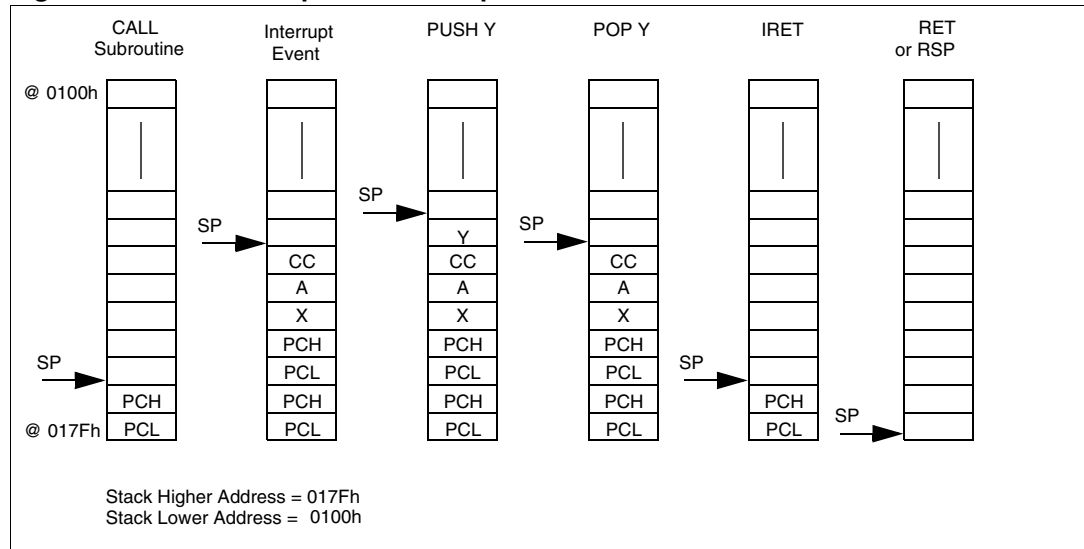 CALL Subroutine
Interrupt Event
PUSH Y
POP Y
IRET
RET or RSP
@ 0100h
SP
SP
SP
Y
CC
CC
CC
A
A
A
X
X
X
PCH
PCH
PCH
SP
PCL
PCL
PCL
SP
PCH
PCH
PCH
PCH
PCH
SP
@ 017Fh
PCL
PCL
PCL
PCL
PCL
Stack Higher Address = 017Fh
Stack Lower Address = 0100h